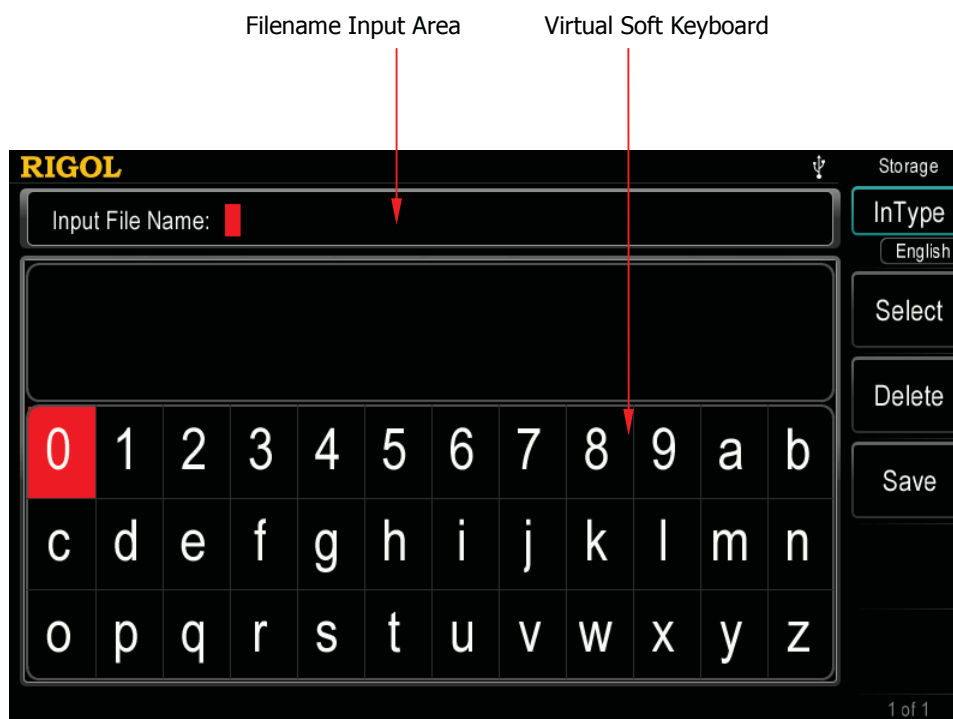 Filename Input Area
Virtual Soft Keyboard
RIGOL
Storage
Input File Name:
InType
English
Select
Delete
Save
0 1 2 3 4 5 6 7 8 9 a b
c d e f g h i j k l m n
o p q r s t u v w x y z
1 of 1